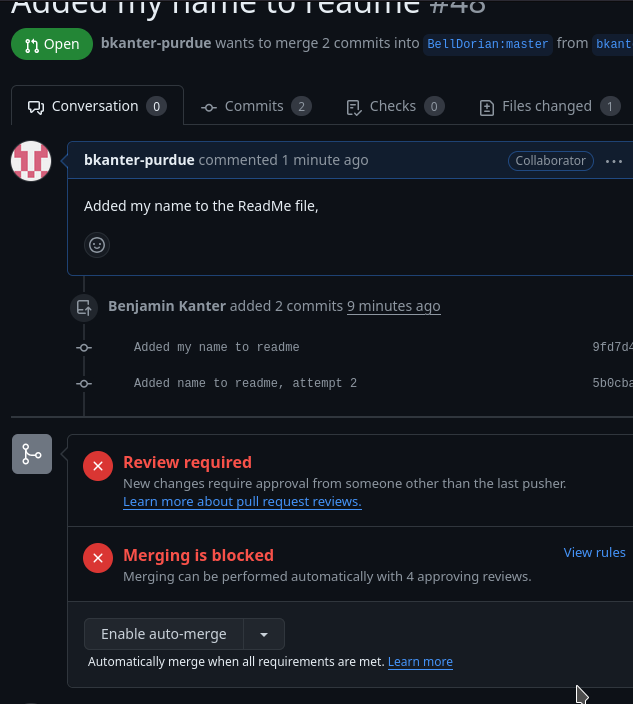 Added my name to readme #48
Open bkanter-purdue wants to merge 2 commits into BellDorian:master from bkant
Conversation 0 Commits 2 Checks 0 Files changed 1
bkanter-purdue commented 1 minute ago Collaborator
Added my name to the ReadMe file,
Benjamin Kanter added 2 commits 9 minutes ago
Added my name to readme 9fd7d4
Added name to readme, attempt 2 5b0cba
Review required
New changes require approval from someone other than the last pusher.
Learn more about pull request reviews.
Merging is blocked View rules
Merging can be performed automatically with 4 approving reviews.
Enable auto-merge
Automatically merge when all requirements are met. Learn more